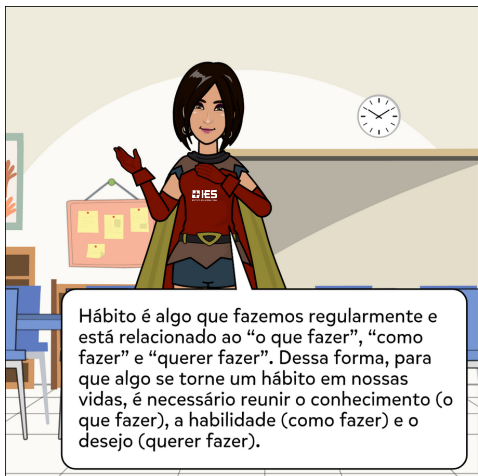 IES
Hábito é algo que fazemos regularmente e
está relacionado ao “o que fazer”, “como
fazer” e “querer fazer”. Dessa forma, para
que algo se torne um hábito em nossas
vidas, é necessário reunir o conhecimento (o
que fazer), a habilidade (como fazer) e o
desejo (querer fazer).